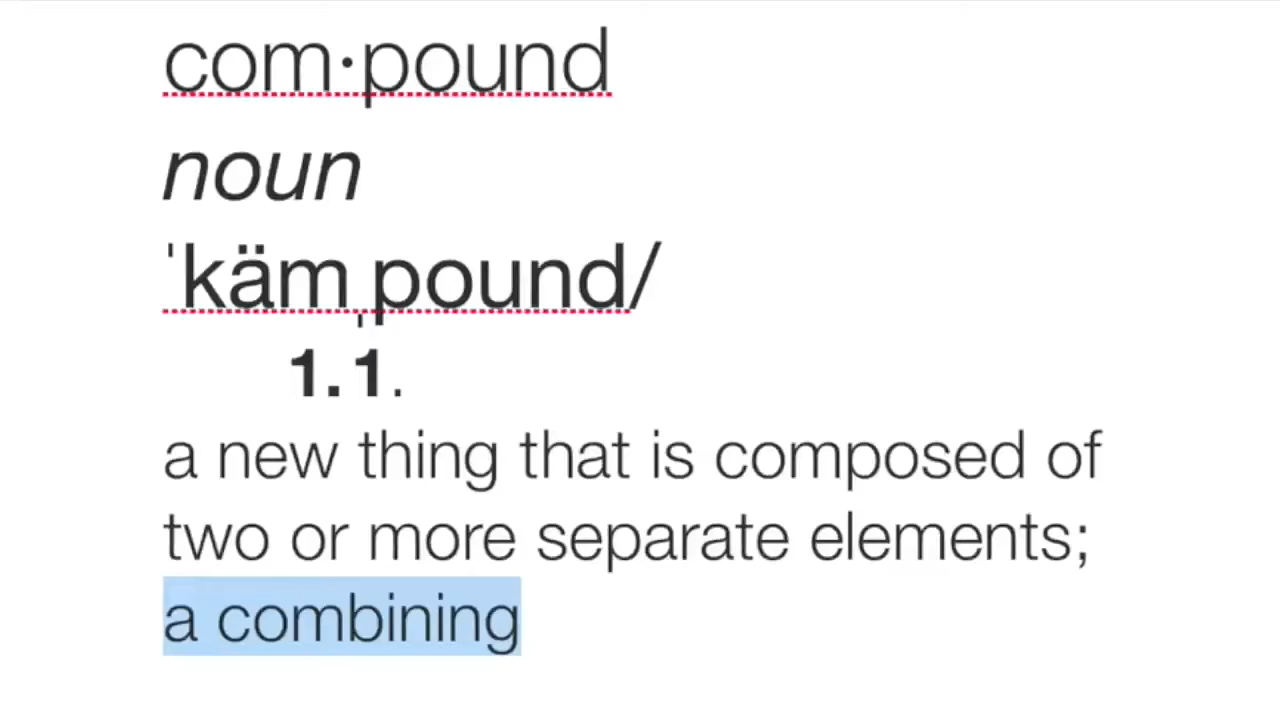 com·pound
noun
ˈkämˌpound/
1.1.
a new thing that is composed of
two or more separate elements;
a combining